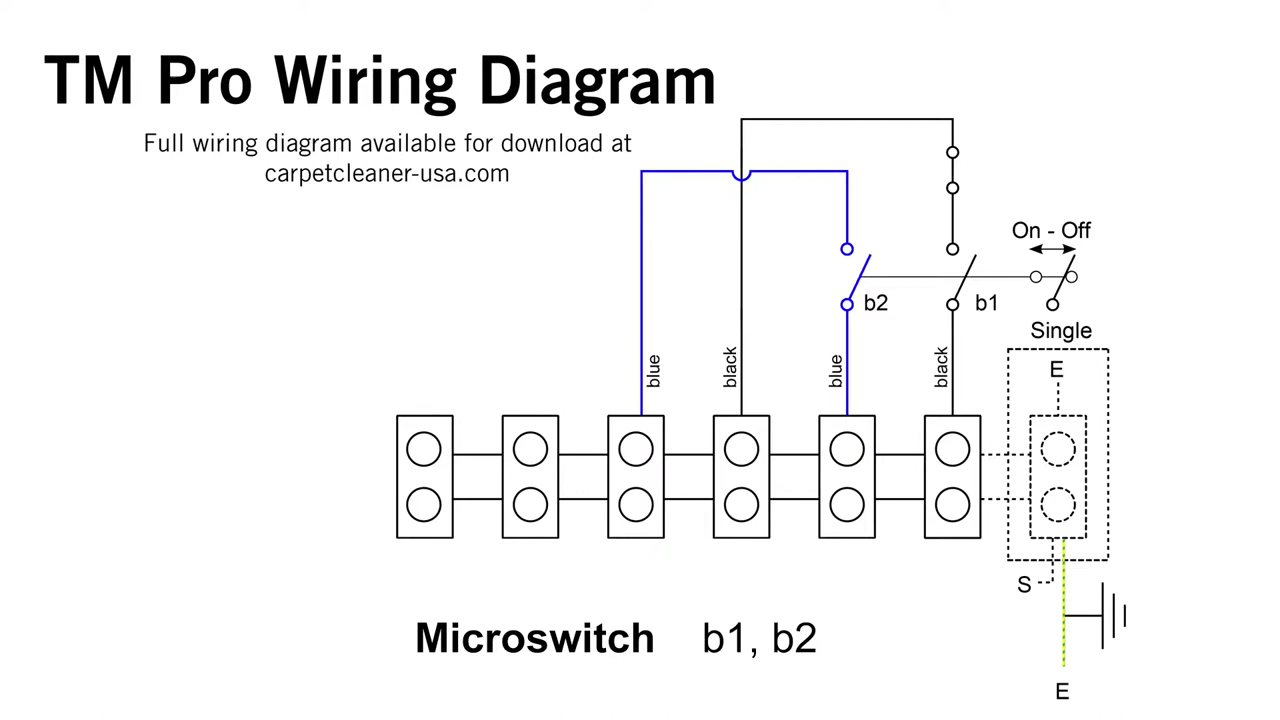 TM Pro Wiring Diagram
Full wiring diagram available for download at
carpetcleaner-usa.com
On - Off
b2
b1
Single
blue
black
blue
black
E
S
Microswitch b1, b2
E